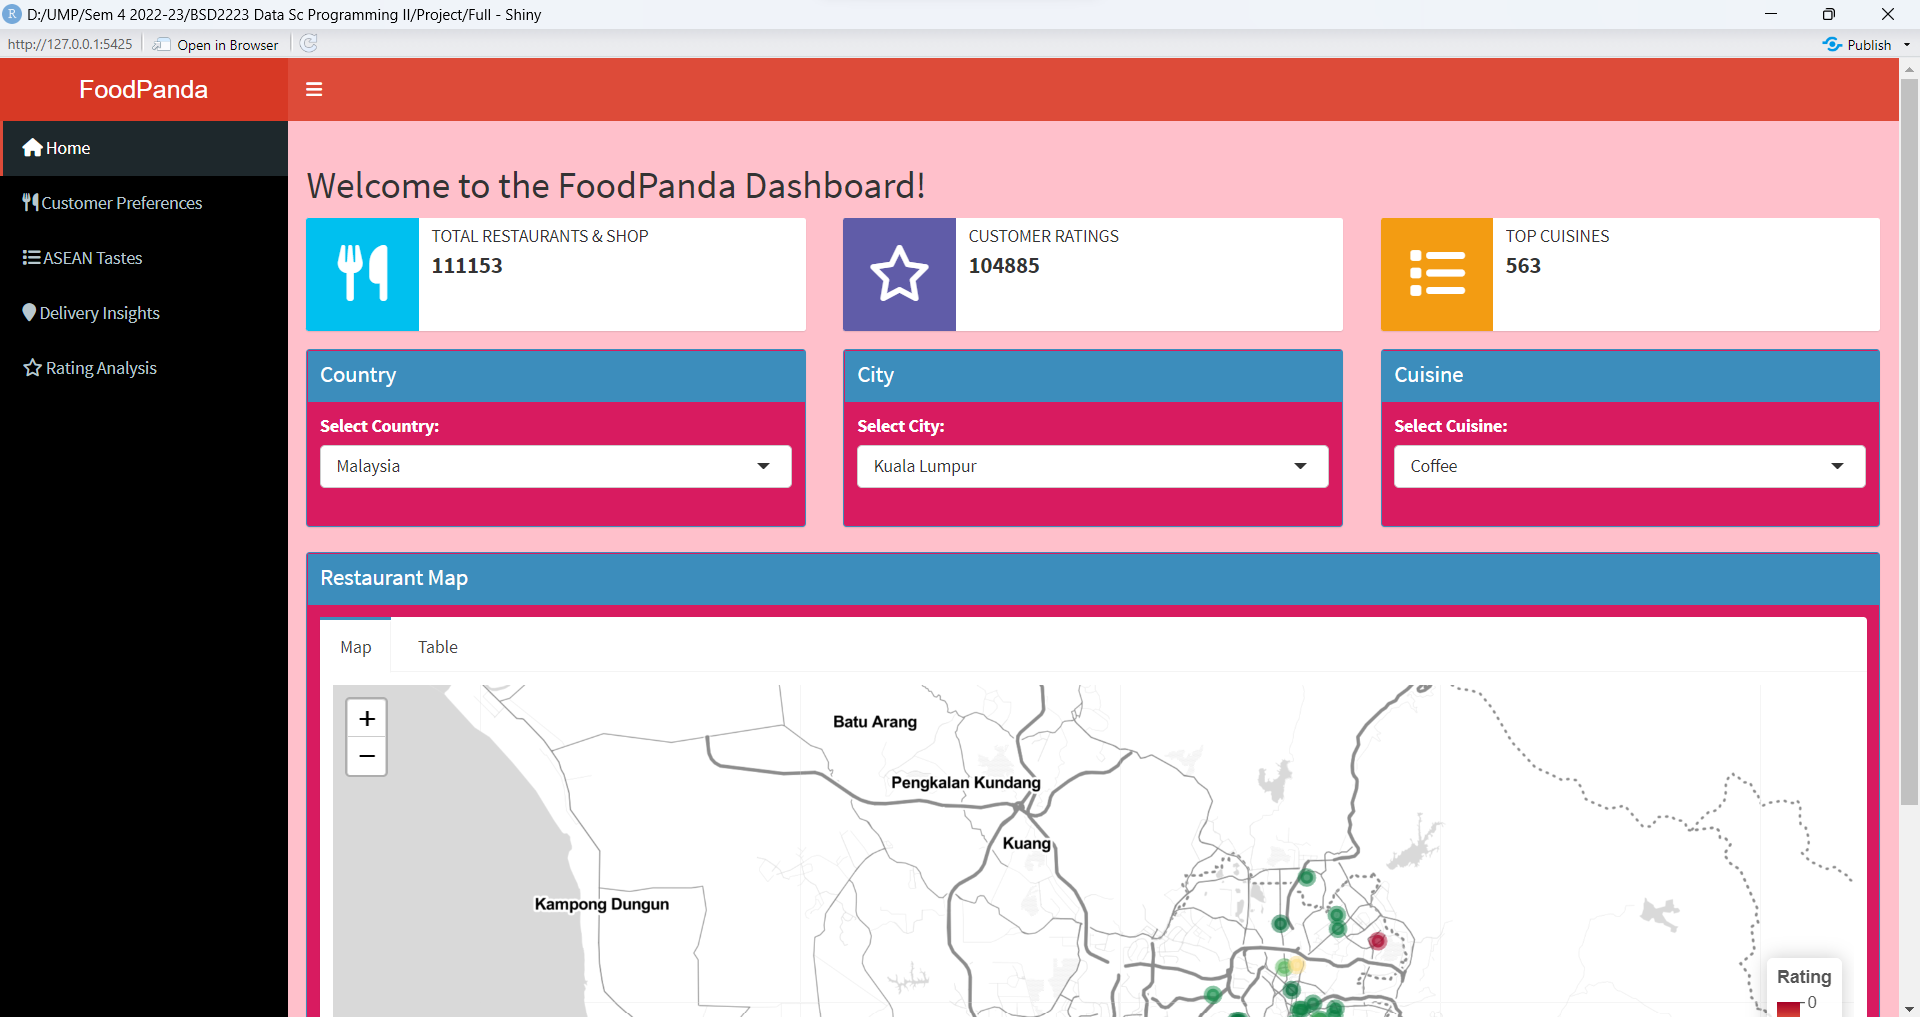 R D:/UMP/Sem 4 2022-23/BSD2223 Data Sc Programming II/Project/Full - Shiny
http://127.0.0.1:5425 Open in Browser Publish
FoodPanda
Home
Customer Preferences
ASEAN Tastes
Delivery Insights
Rating Analysis
Welcome to the FoodPanda Dashboard!
TOTAL RESTAURANTS & SHOP
111153
CUSTOMER RATINGS
104885
TOP CUISINES
563
Country
Select Country:
Malaysia
City
Select City:
Kuala Lumpur
Cuisine
Select Cuisine:
Coffee
Restaurant Map
Map Table
+
−
Batu Arang
Pengkalan Kundang
Kuang
Kampong Dungun
Rating
0